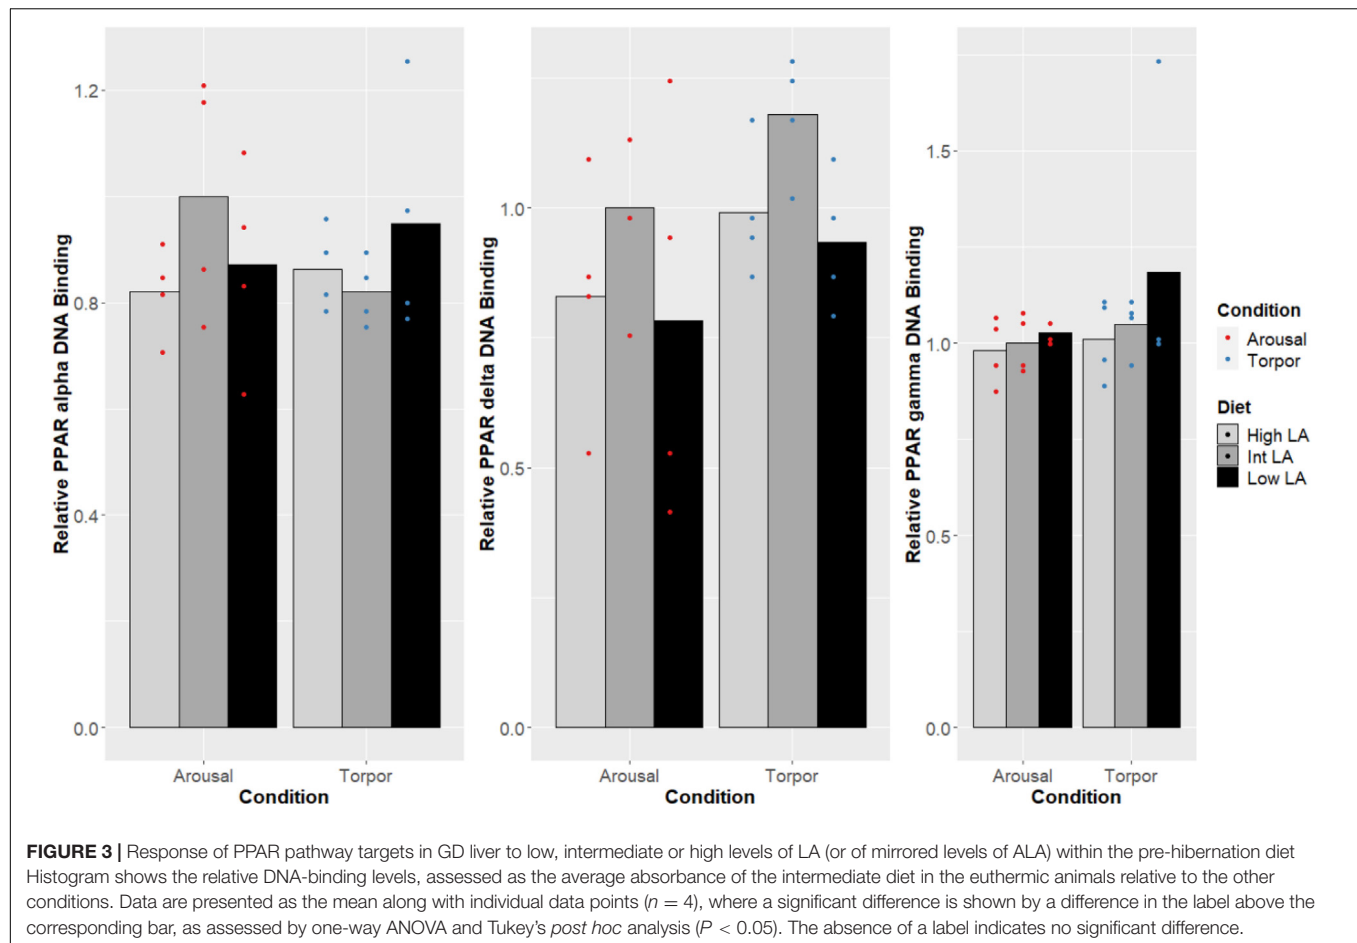 Relative PPAR alpha DNA Binding
1.2
0.8
0.4
0.0
Arousal
Torpor
Condition
Relative PPAR delta DNA Binding
1.0
0.5
0.0
Arousal
Torpor
Condition
Relative PPAR gamma DNA Binding
1.5
1.0
0.5
0.0
Arousal
Torpor
Condition
Condition
Arousal
Torpor
Diet
High LA
Int LA
Low LA
FIGURE 3 | Response of PPAR pathway targets in GD liver to low, intermediate or high levels of LA (or of mirrored levels of ALA) within the pre-hibernation diet
Histogram shows the relative DNA-binding levels, assessed as the average absorbance of the intermediate diet in the euthermic animals relative to the other
conditions. Data are presented as the mean along with individual data points (n = 4), where a significant difference is shown by a difference in the label above the
corresponding bar, as assessed by one-way ANOVA and Tukey's post hoc analysis (P < 0.05). The absence of a label indicates no significant difference.